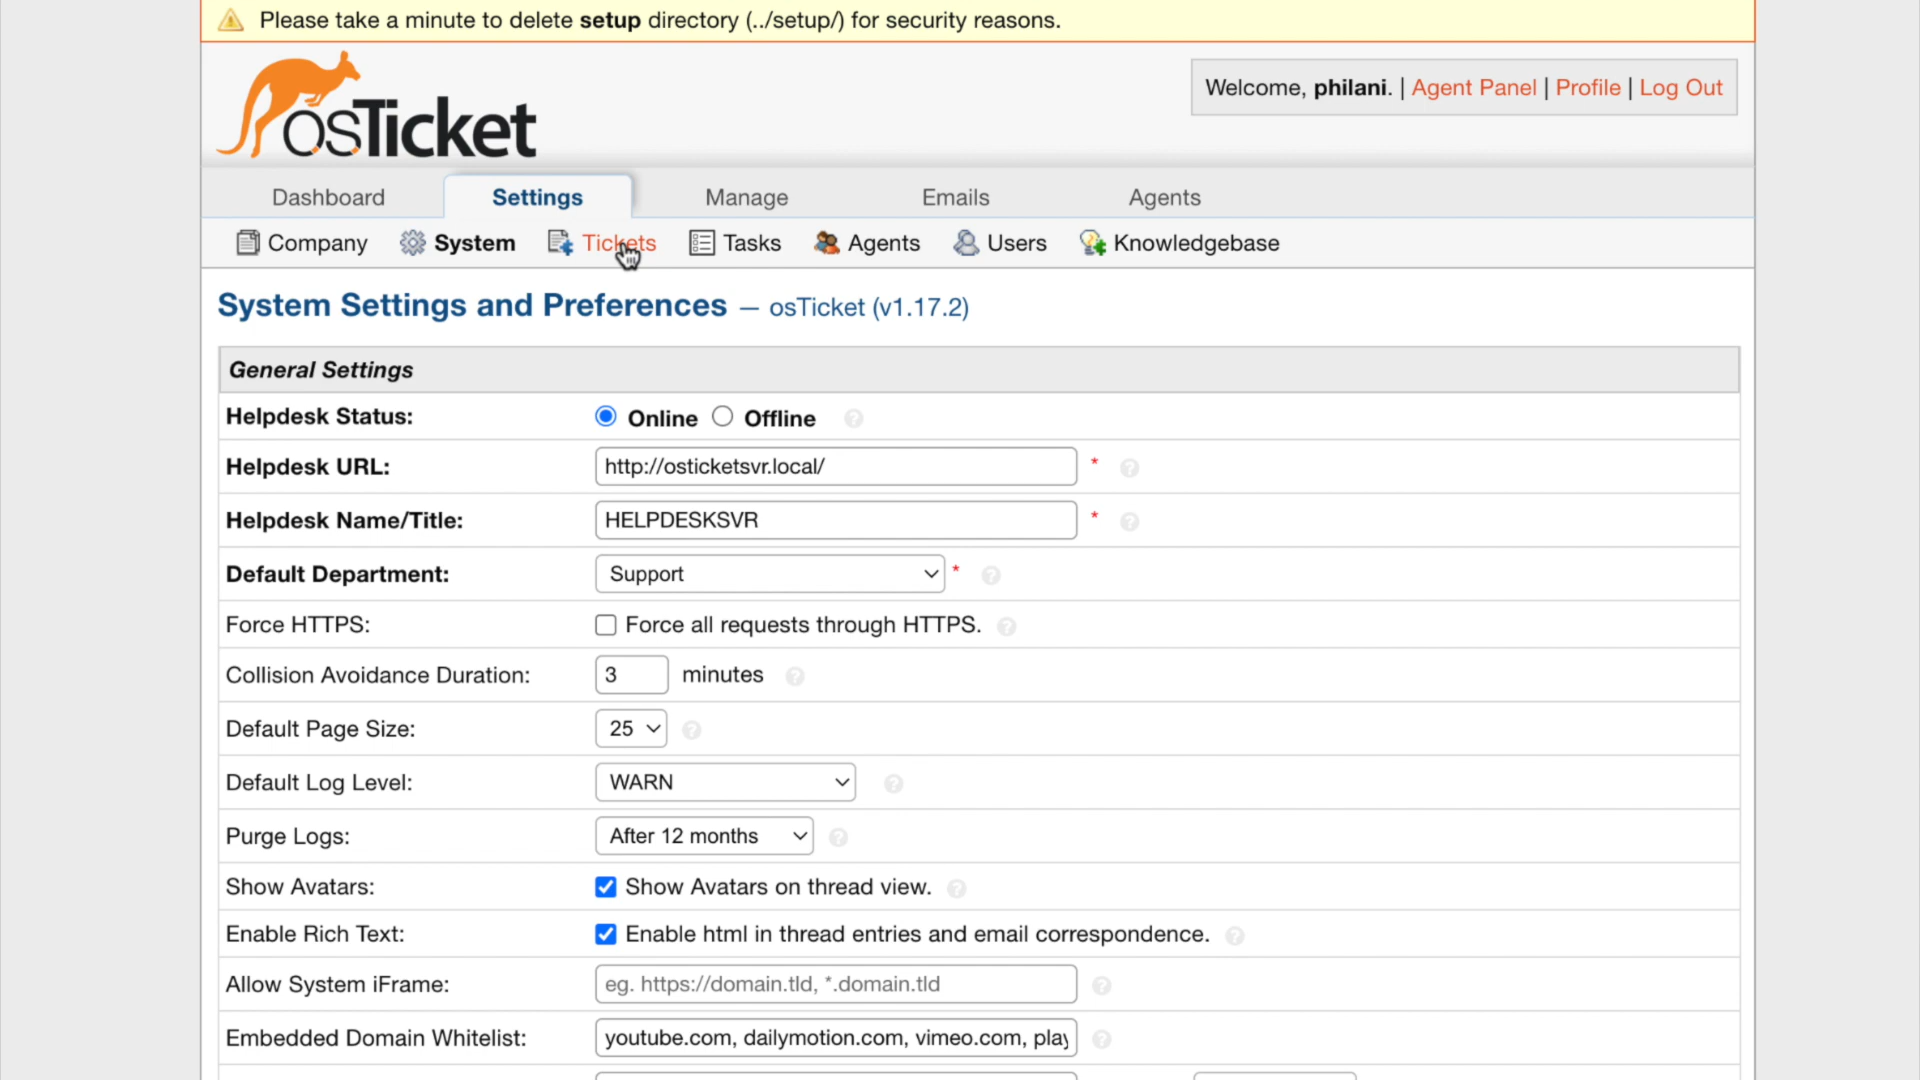 Please take a minute to delete setup directory (../setup/) for security reasons.
osTicket
Welcome, philani. | Agent Panel | Profile | Log Out
Dashboard Settings Manage Emails Agents
Company System Tickets Tasks Agents Users Knowledgebase
System Settings and Preferences — osTicket (v1.17.2)
General Settings
Helpdesk Status: Online Offline ?
Helpdesk URL: http://osticketsvr.local/ * ?
Helpdesk Name/Title: HELPDESKSVR * ?
Default Department: Support * ?
Force HTTPS: Force all requests through HTTPS. ?
Collision Avoidance Duration: 3 minutes ?
Default Page Size: 25 ?
Default Log Level: WARN ?
Purge Logs: After 12 months ?
Show Avatars: Show Avatars on thread view. ?
Enable Rich Text: Enable html in thread entries and email correspondence. ?
Allow System iFrame: eg. https://domain.tld, *.domain.tld ?
Embedded Domain Whitelist: youtube.com, dailymotion.com, vimeo.com, play ?